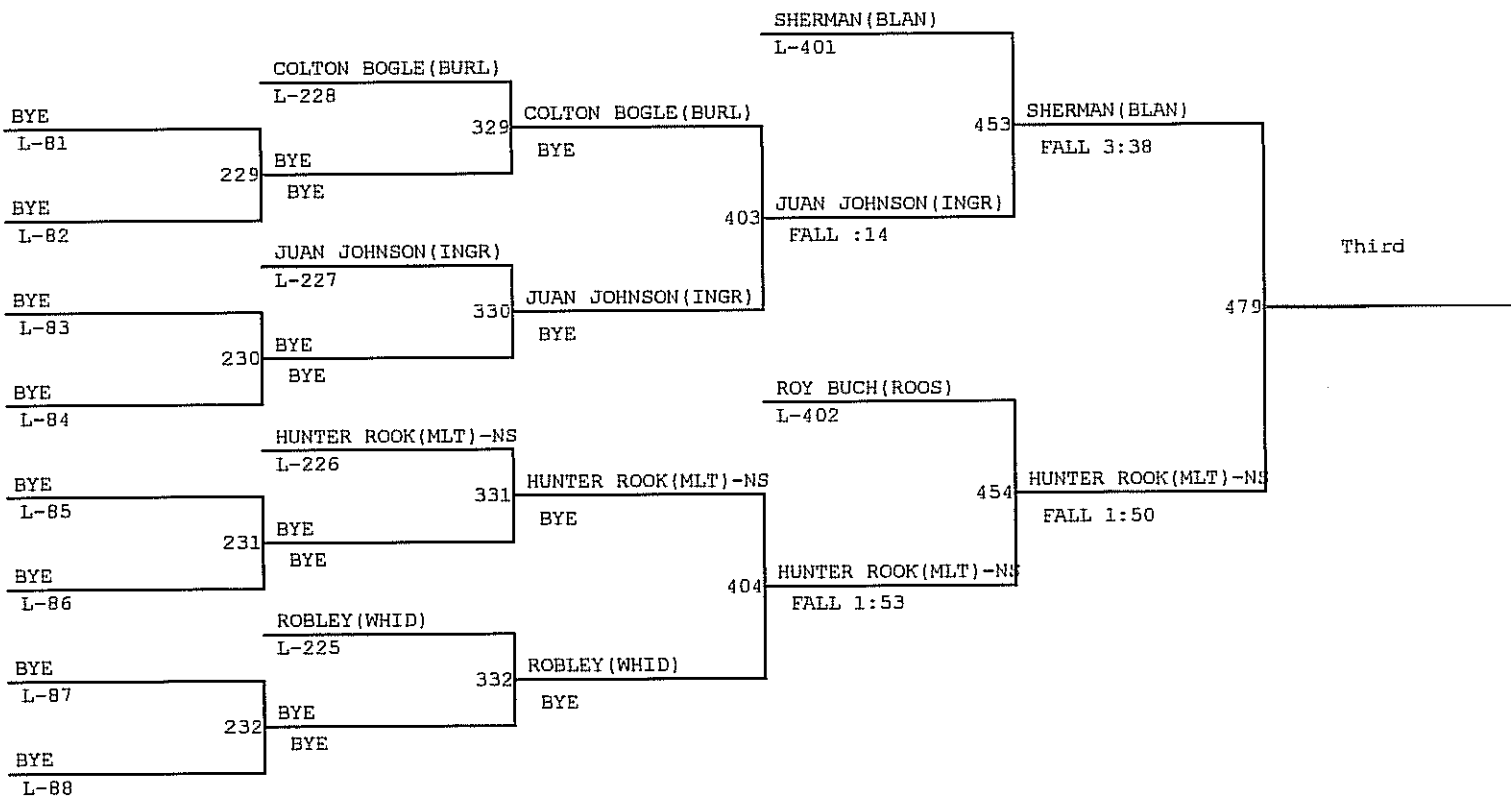 SHERMAN(BLAN)
L-401
COLTON BOGLE(BURL)
L-228
BYE
L-81
329
COLTON BOGLE(BURL)
BYE
453
SHERMAN(BLAN)
FALL 3:38
229
BYE
BYE
BYE
L-82
403
JUAN JOHNSON(INGR)
FALL :14
JUAN JOHNSON(INGR)
L-227
Third
BYE
L-83
330
JUAN JOHNSON(INGR)
BYE
479
230
BYE
BYE
BYE
L-84
ROY BUCH(ROOS)
L-402
HUNTER ROOK(MLT)-NS
L-226
BYE
L-85
331
HUNTER ROOK(MLT)-NS
BYE
454
HUNTER ROOK(MLT)-NS
FALL 1:50
231
BYE
BYE
BYE
L-86
404
HUNTER ROOK(MLT)-NS
FALL 1:53
ROBLEY(WHID)
L-225
BYE
L-87
332
ROBLEY(WHID)
BYE
232
BYE
BYE
BYE
L-88